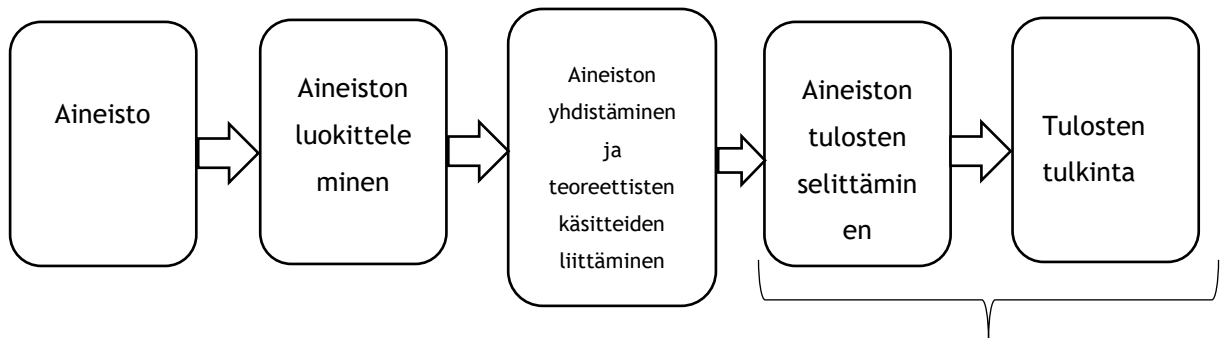 Aineisto
Aineiston
luokittele
minen
Aineiston
yhdistäminen
ja
teoreettisten
käsitteiden
liittäminen
Aineiston
tulosten
selittämin
en
Tulosten
tulkinta